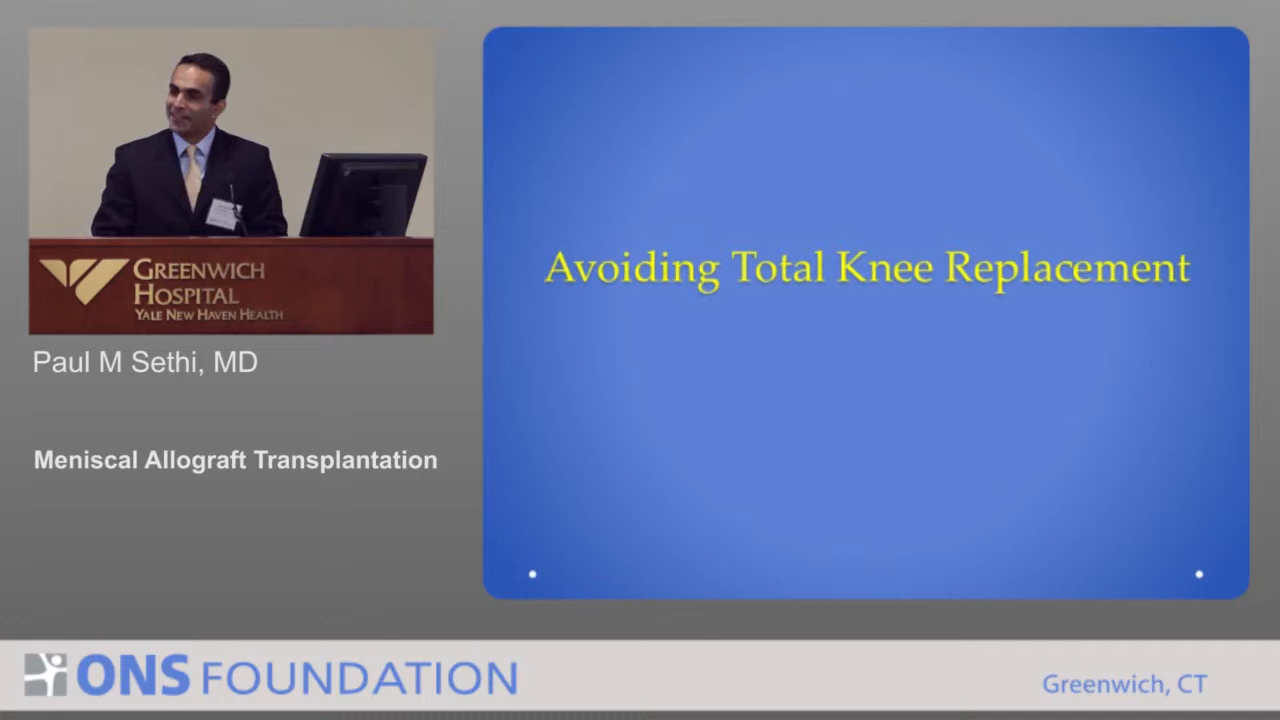 GREENWICH
HOSPITAL
YALE NEW HAVEN HEALTH
Paul M Sethi, MD
Meniscal Allograft Transplantation
Avoiding Total Knee Replacement
ONS FOUNDATION
Greenwich, CT